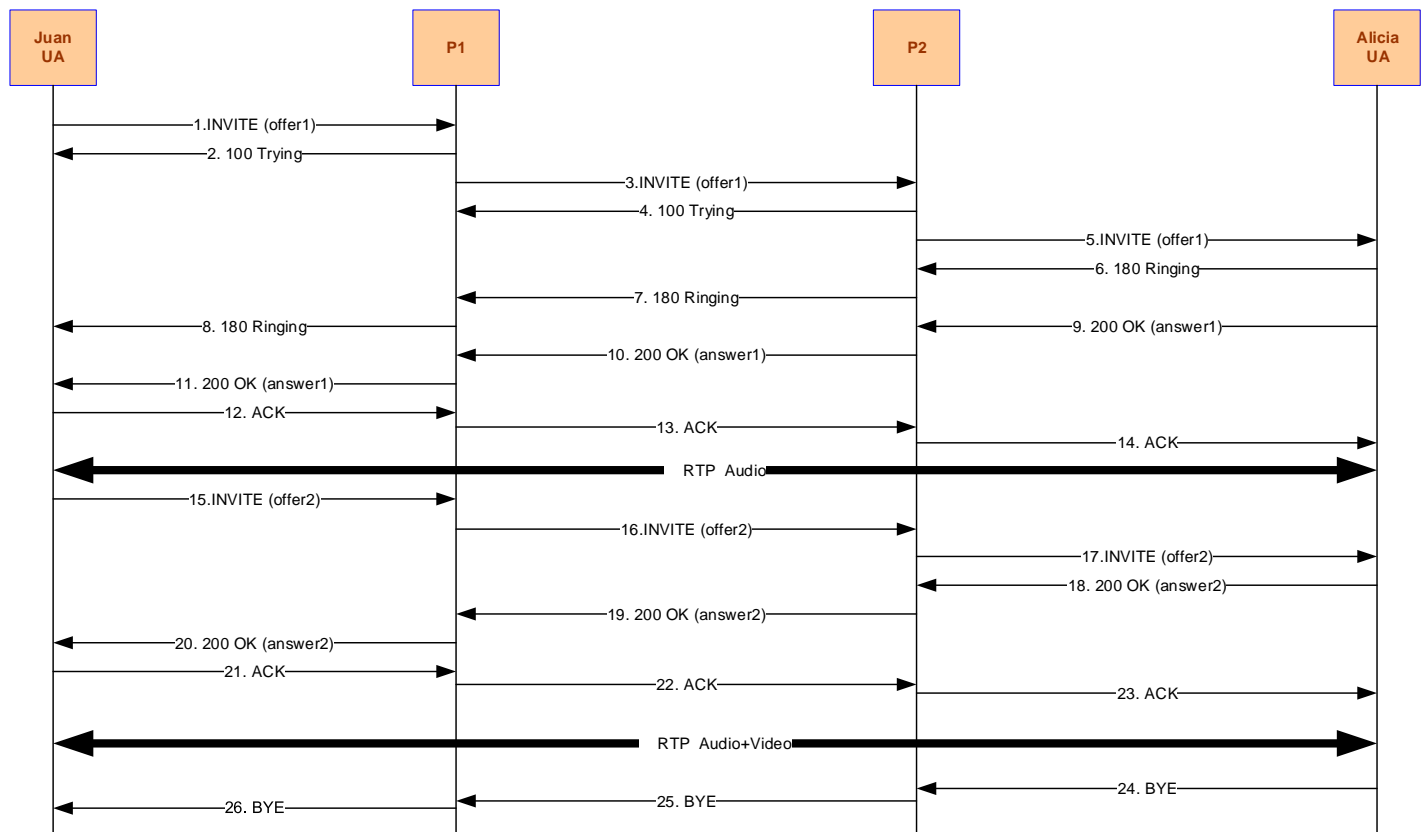 Juan
UA
P1
P2
Alicia
UA
1.INVITE (offer1)
2. 100 Trying
3.INVITE (offer1)
4. 100 Trying
5.INVITE (offer1)
6. 180 Ringing
7. 180 Ringing
8. 180 Ringing
9. 200 OK (answer1)
10. 200 OK (answer1)
11. 200 OK (answer1)
12. ACK
13. ACK
14. ACK
RTP Audio
15.INVITE (offer2)
16.INVITE (offer2)
17.INVITE (offer2)
18. 200 OK (answer2)
19. 200 OK (answer2)
20. 200 OK (answer2)
21. ACK
22. ACK
23. ACK
RTP Audio+Video
24. BYE
25. BYE
26. BYE